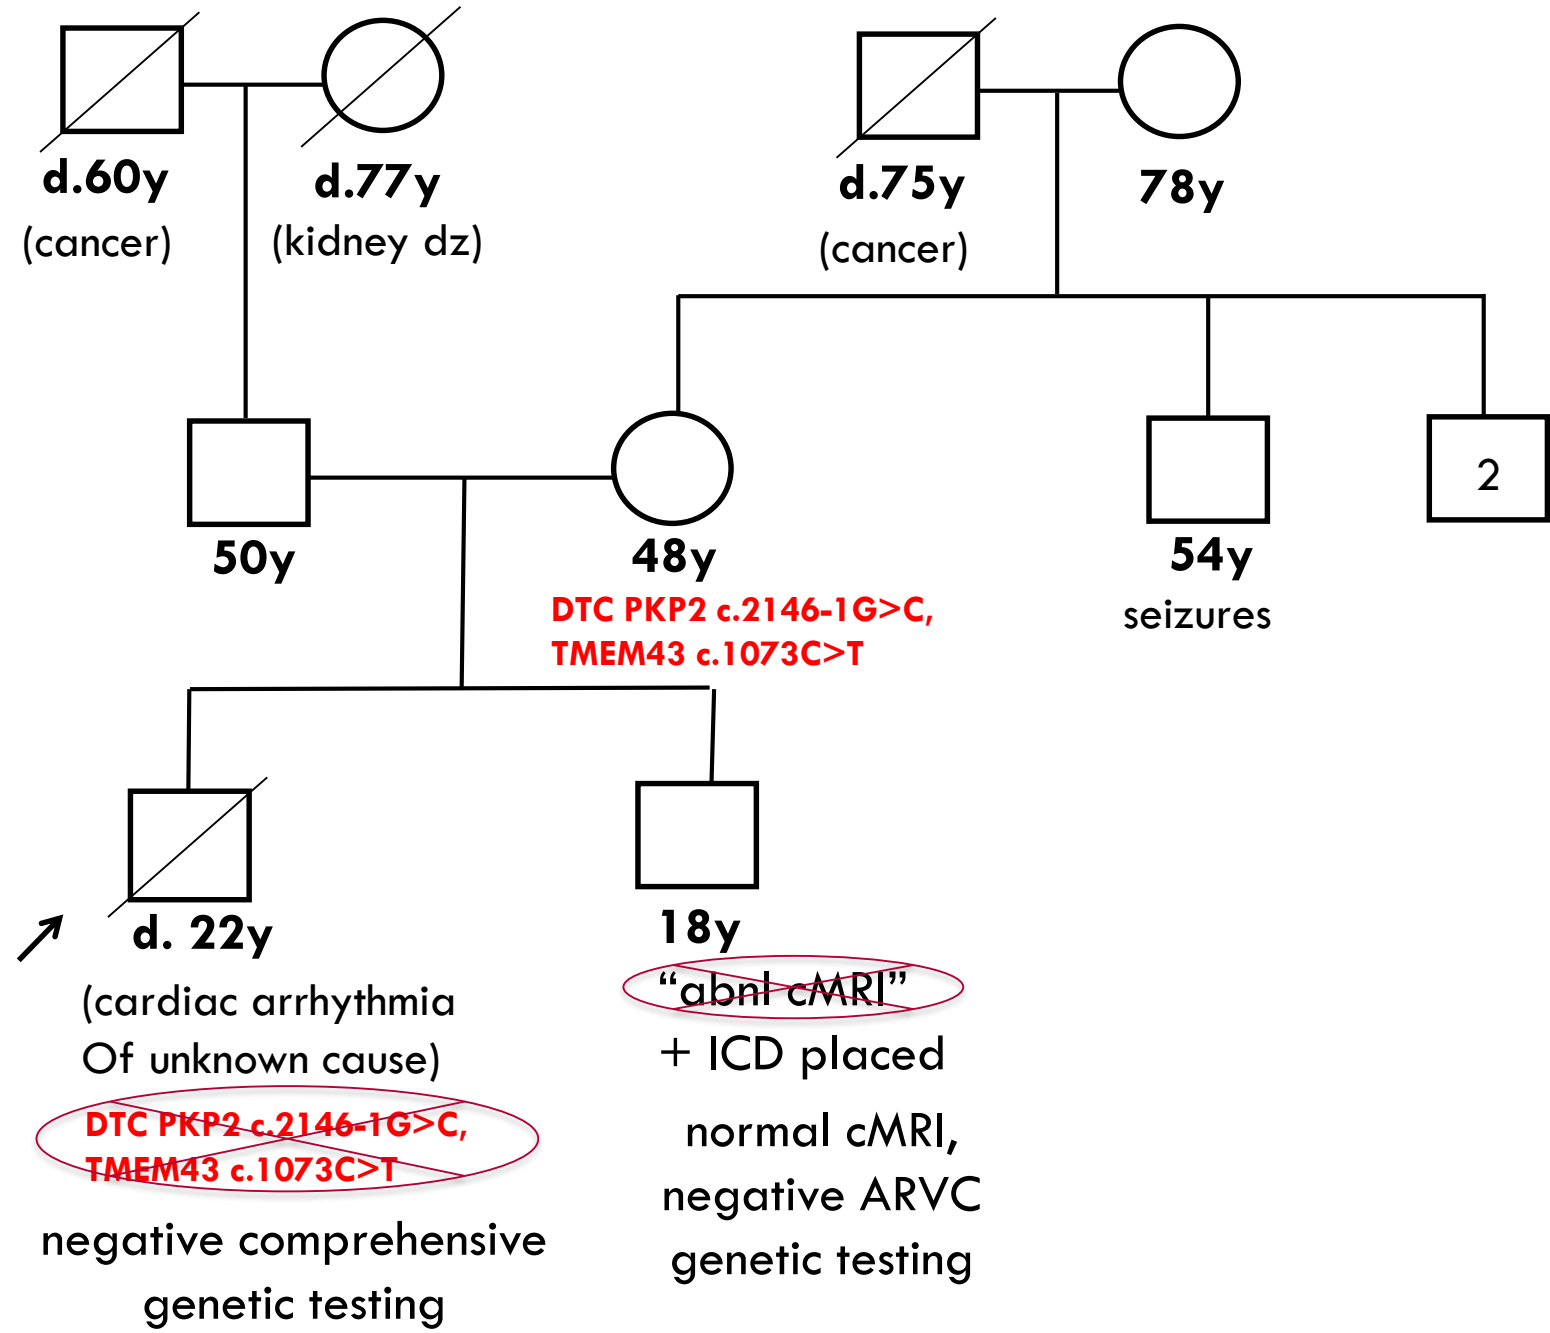 d.60y
(cancer)
d.77y
(kidney dz)
d.75y
(cancer)
78y
50y
48y
DTC PKP2 c.2146-1G>C,
TMEM43 c.1073C>T
54y
seizures
2
d. 22y
(cardiac arrhythmia
Of unknown cause)
DTC PKP2 c.2146-1G>C,
TMEM43 c.1073C>T
negative comprehensive
genetic testing
18y
“abnl cMRI”
+ ICD placed
normal cMRI,
negative ARVC
genetic testing